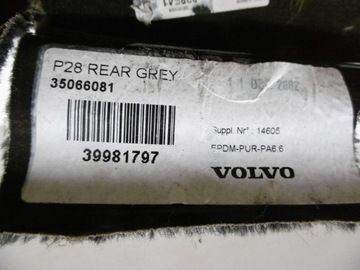 P28 REAR GREY
35066081
Suppl. Nr°: 14605
39981797
EPDM-PUR-PA6.6
VOLVO